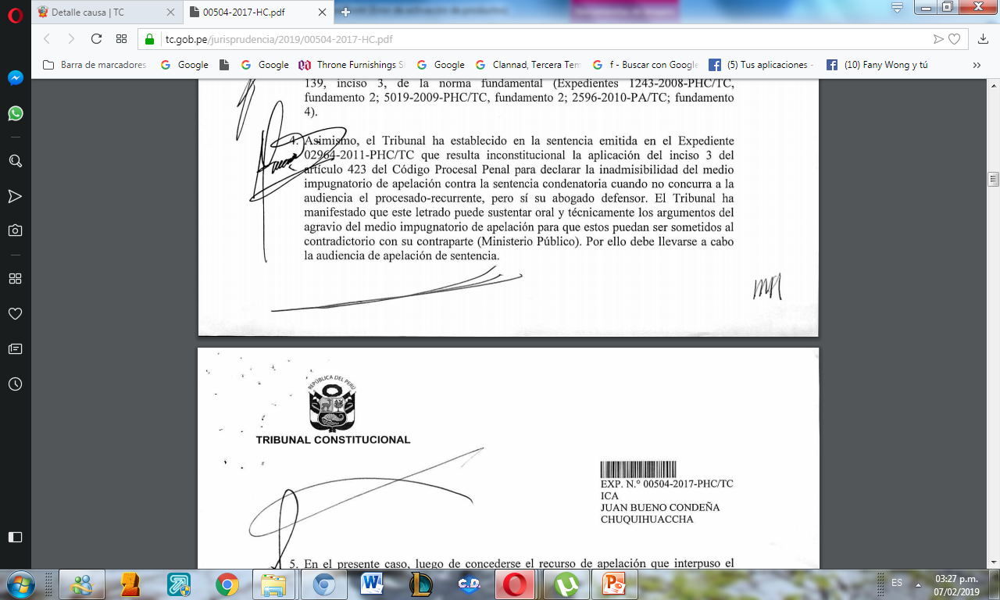 Detalle causa | TC
00504-2017-HC.pdf
tc.gob.pe/jurisprudencia/2019/00504-2017-HC.pdf
Barra de marcadores
Google
Google
Throne Furnishings S
Google
Clannad, Tercera Tem
f - Buscar con Google
(5) Tus aplicaciones -
(10) Fany Wong y tú
139, inciso 3, de la norma fundamental (Expedientes 1243-2008-PHC/TC,
fundamento 2; 5019-2009-PHC/TC, fundamento 2; 2596-2010-PA/TC; fundamento
4).
4. Asimismo, el Tribunal ha establecido en la sentencia emitida en el Expediente
02964-2011-PHC/TC que resulta inconstitucional la aplicación del inciso 3 del
artículo 423 del Código Procesal Penal para declarar la inadmisibilidad del medio
impugnatorio de apelación contra la sentencia condenatoria cuando no concurra a la
audiencia el procesado-recurrente, pero sí su abogado defensor. El Tribunal ha
manifestado que este letrado puede sustentar oral y técnicamente los argumentos del
agravio del medio impugnatorio de apelación para que estos puedan ser sometidos al
contradictorio con su contraparte (Ministerio Público). Por ello debe llevarse a cabo
la audiencia de apelación de sentencia.
REPÚBLICA DEL PERÚ
TRIBUNAL CONSTITUCIONAL
EXP. N.° 00504-2017-PHC/TC
ICA
JUAN BUENO CONDEÑA
CHUQUIHUACCHA
5. En el presente caso, luego de concederse el recurso de apelación que interpuso el
C.D.
ES
03:27 p.m.
07/02/2019